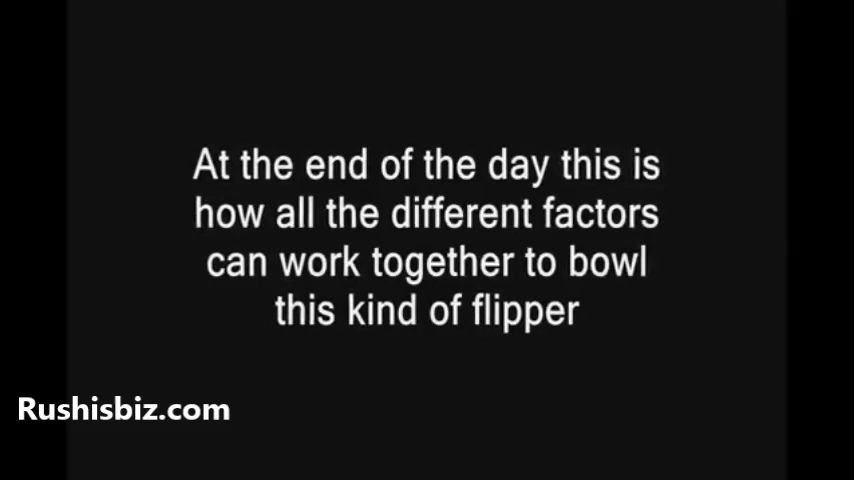 At the end of the day this is
how all the different factors
can work together to bowl
this kind of flipper
Rushisbiz.com